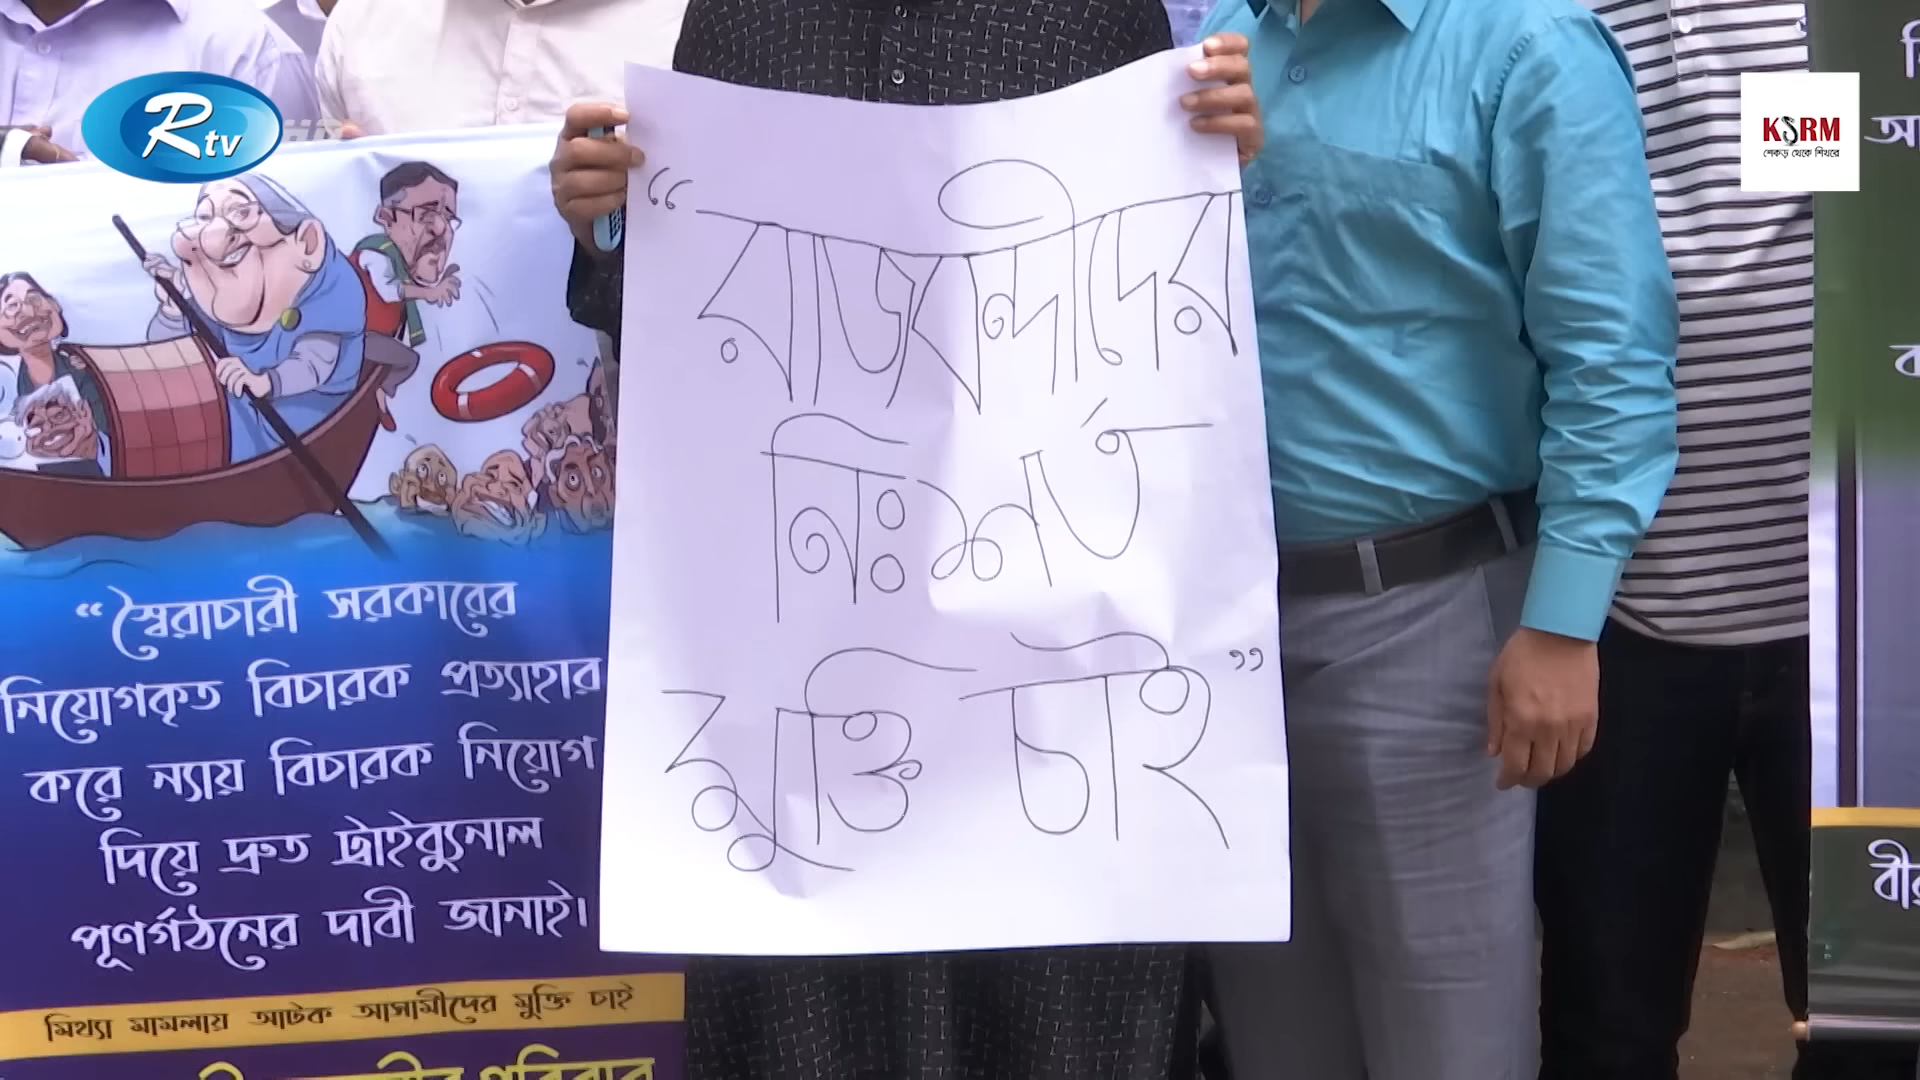 Rtv
KSRM
শেকড় থেকে শিখরে
“রাজবন্দীদের
নিঃশর্ত
মুক্তি চাই”
“স্বৈরাচারী সরকারের
নিয়োগকৃত বিচারক প্রত্যাহার
করে ন্যায় বিচারক নিয়োগ
দিয়ে দ্রুত ট্রাইব্যুনাল
পূণর্গঠনের দাবী জানাই।
মিথ্যা মামলায় আটক আসামীদের মুক্তি চাই